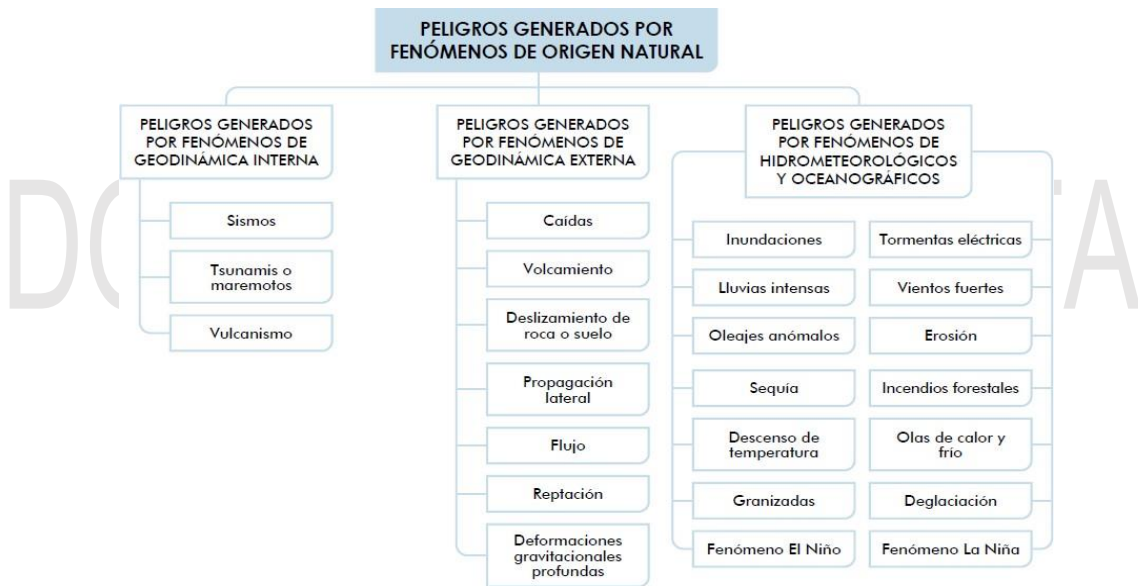 PELIGROS GENERADOS POR
FENÓMENOS DE ORIGEN NATURAL
PELIGROS GENERADOS
POR FENÓMENOS DE
GEODINÁMICA INTERNA
Sismos
Tsunamis o
maremotos
Vulcanismo
PELIGROS GENERADOS
POR FENÓMENOS DE
GEODINÁMICA EXTERNA
Caídas
Volcamiento
Deslizamiento de
roca o suelo
Propagación
lateral
Flujo
Reptación
Deformaciones
gravitacionales
profundas
PELIGROS GENERADOS
POR FENÓMENOS DE
HIDROMETEOROLÓGICOS
Y OCEANOGRÁFICOS
Inundaciones
Lluvias intensas
Oleajes anómalos
Sequía
Descenso de
temperatura
Granizadas
Fenómeno El Niño
Tormentas eléctricas
Vientos fuertes
Erosión
Incendios forestales
Olas de calor y
frio
Deglaciación
Fenómeno La Niña